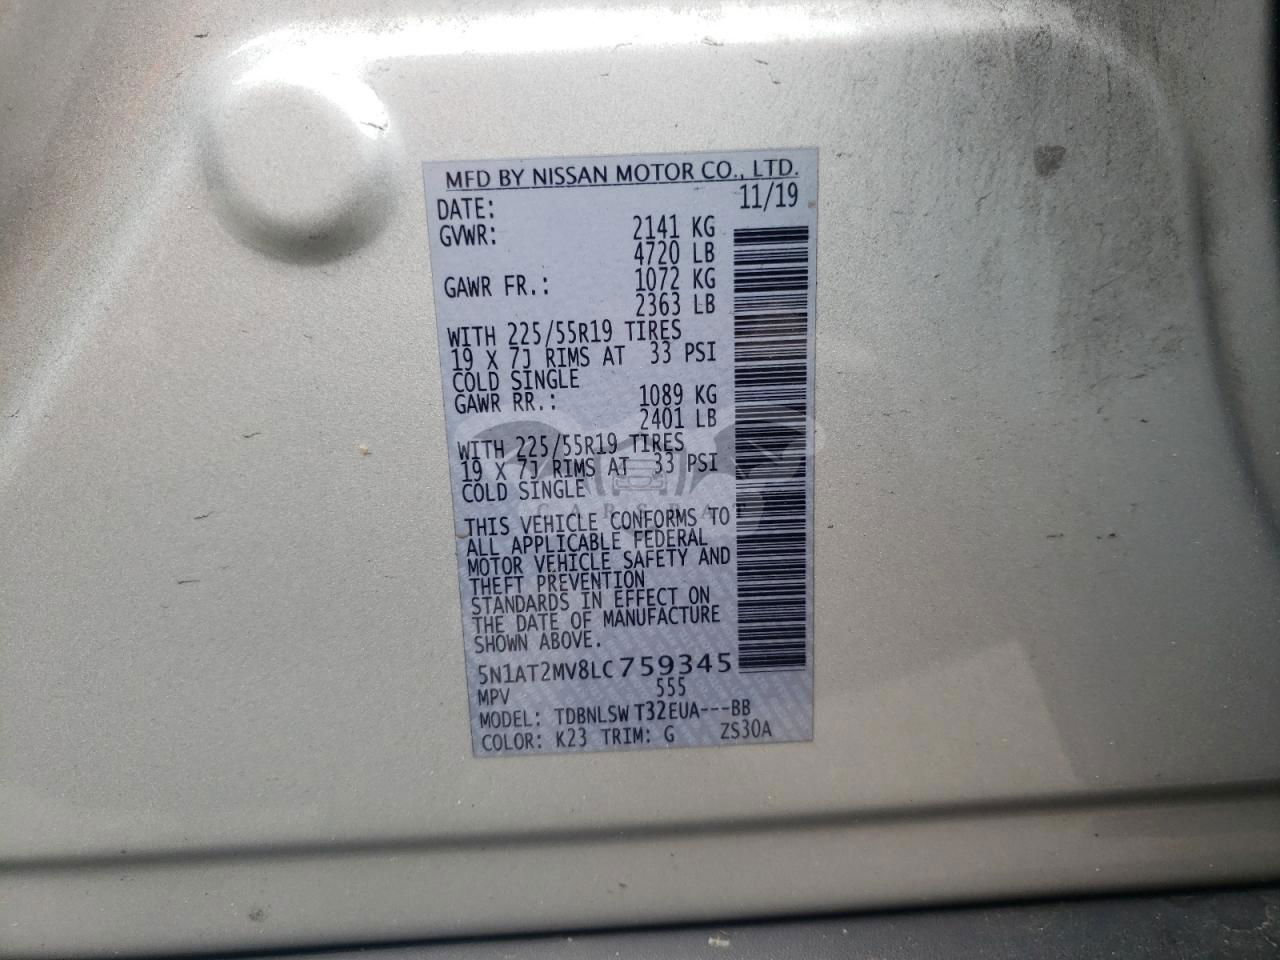 MFD BY NISSAN MOTOR CO., LTD.
DATE: 11/19
GVWR: 2141 KG
4720 LB
GAWR FR.: 1072 KG
2363 LB
WITH 225/55R19 TIRES
19 X 7J RIMS AT 33 PSI
COLD SINGLE
GAWR RR.: 1089 KG
2401 LB
WITH 225/55R19 TIRES
19 X 7J RIMS AT 33 PSI
COLD SINGLE
CARSBAT
THIS VEHICLE CONFORMS TO
ALL APPLICABLE FEDERAL
MOTOR VEHICLE SAFETY AND
THEFT PREVENTION
STANDARDS IN EFFECT ON
THE DATE OF MANUFACTURE
SHOWN ABOVE.
5N1AT2MV8LC759345
MPV 555
MODEL: TDBNLSW T32EUA---BB
COLOR: K23 TRIM: G ZS30A